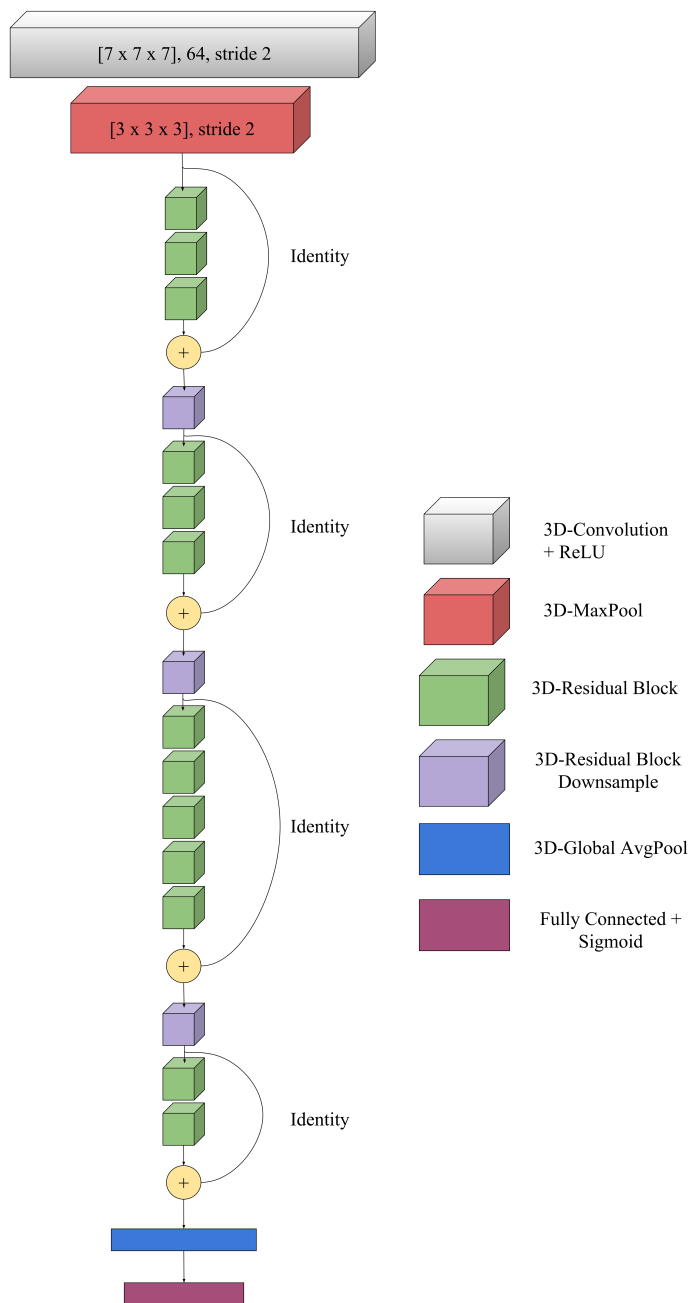 [7 x 7 x 7], 64, stride 2
[3 x 3 x 3], stride 2
Identity
+
Identity
+
Identity
+
Identity
+
3D-Convolution
+ ReLU
3D-MaxPool
3D-Residual Block
3D-Residual Block
Downsample
3D-Global AvgPool
Fully Connected +
Sigmoid